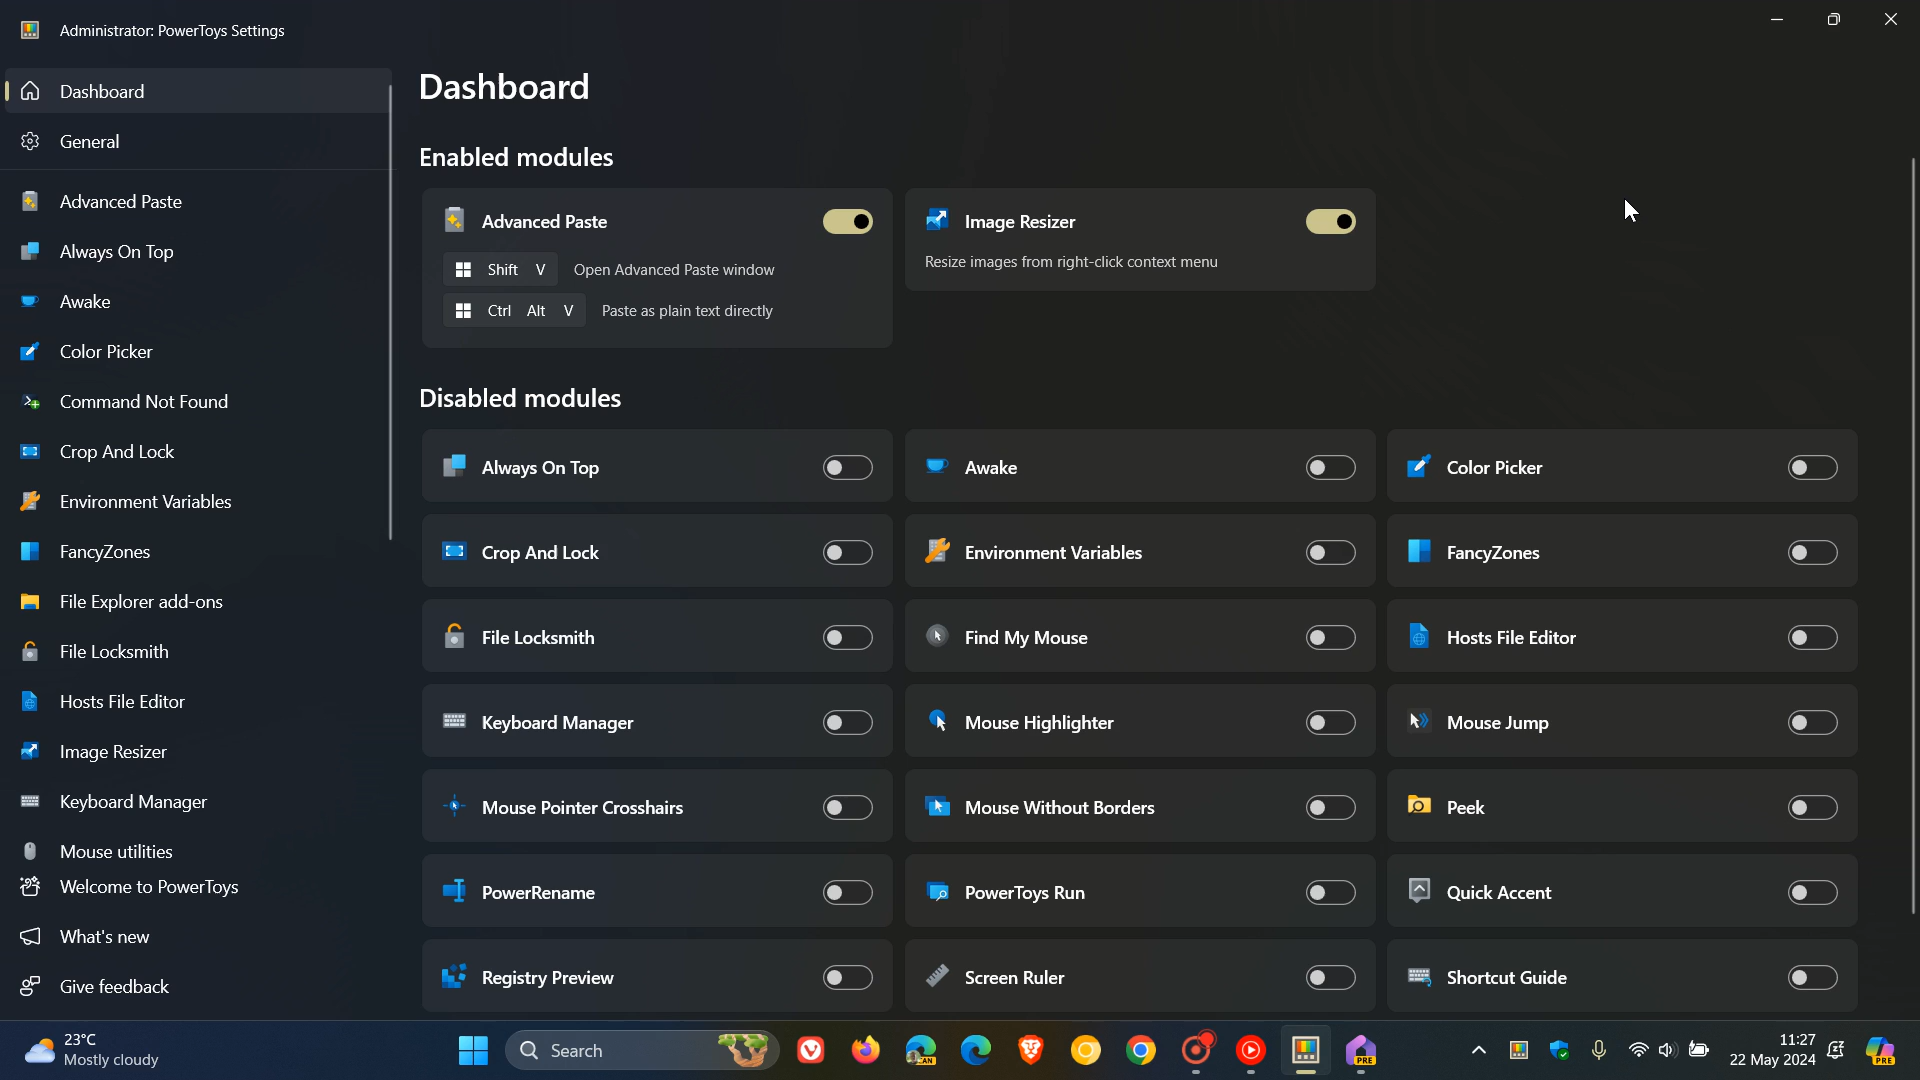 Administrator: PowerToys Settings
Dashboard
General
Advanced Paste
Always On Top
Awake
Color Picker
Command Not Found
Crop And Lock
Environment Variables
FancyZones
File Explorer add-ons
File Locksmith
Hosts File Editor
Image Resizer
Keyboard Manager
Mouse utilities
Welcome to PowerToys
What's new
Give feedback
Dashboard
Enabled modules
Advanced Paste
Shift V Open Advanced Paste window
Ctrl Alt V Paste as plain text directly
Image Resizer
Resize images from right-click context menu
Disabled modules
Always On Top
Awake
Color Picker
Crop And Lock
Environment Variables
FancyZones
File Locksmith
Find My Mouse
Hosts File Editor
Keyboard Manager
Mouse Highlighter
Mouse Jump
Mouse Pointer Crosshairs
Mouse Without Borders
Peek
PowerRename
PowerToys Run
Quick Accent
Registry Preview
Screen Ruler
Shortcut Guide
23°C
Mostly cloudy
Search
CAN
PRE
11:27
22 May 2024
PRE